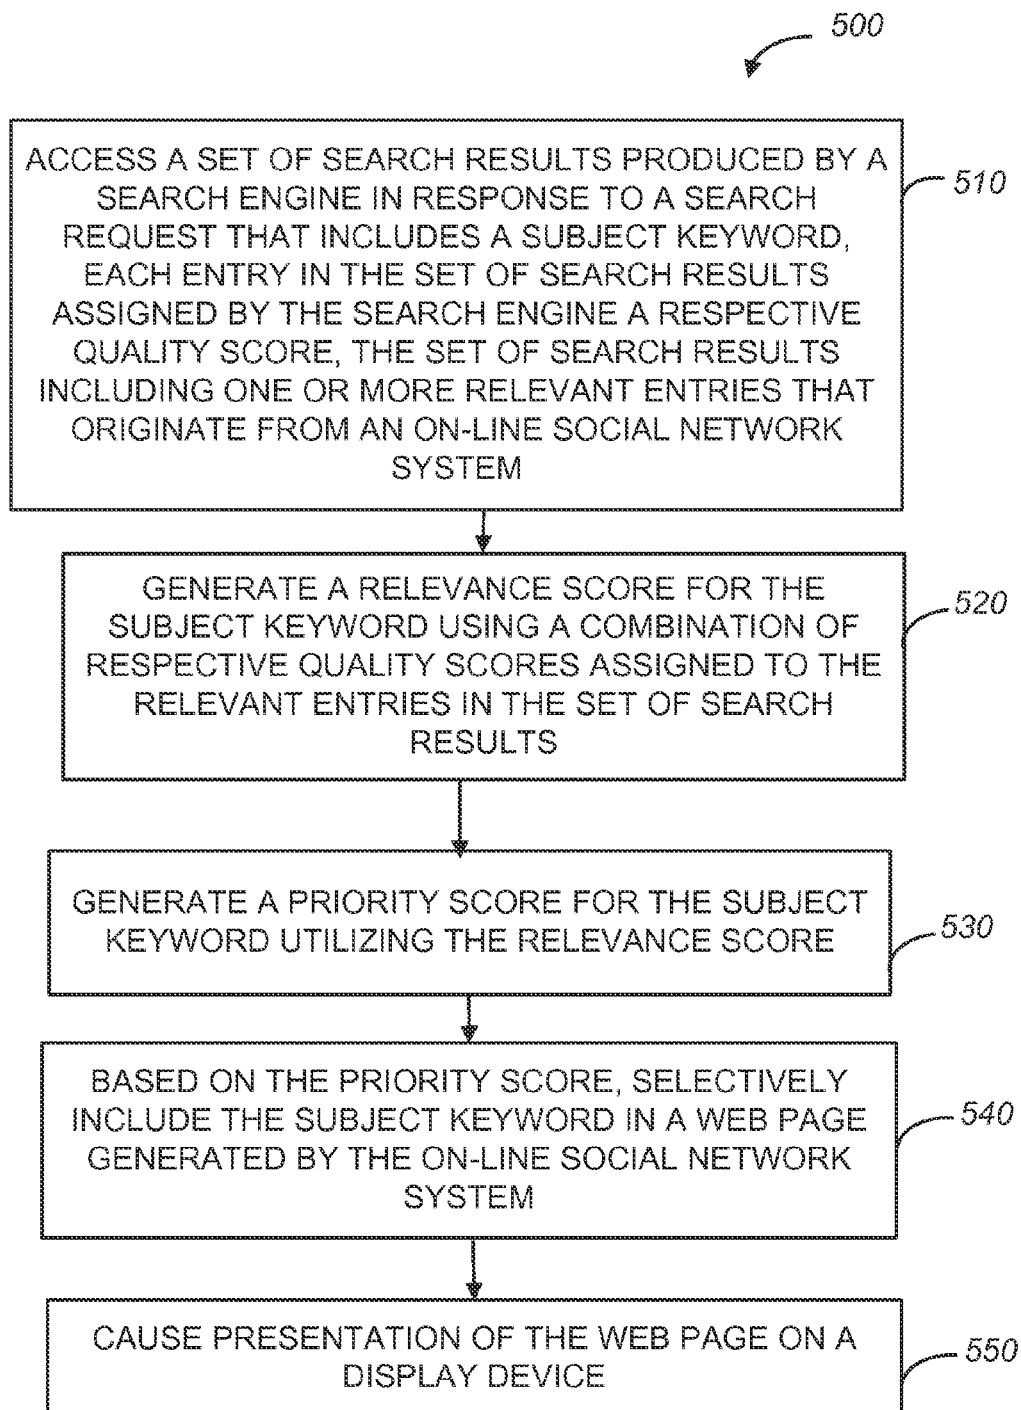 500
ACCESS A SET OF SEARCH RESULTS PRODUCED BY A
SEARCH ENGINE IN RESPONSE TO A SEARCH
REQUEST THAT INCLUDES A SUBJECT KEYWORD,
EACH ENTRY IN THE SET OF SEARCH RESULTS
ASSIGNED BY THE SEARCH ENGINE A RESPECTIVE
QUALITY SCORE, THE SET OF SEARCH RESULTS
INCLUDING ONE OR MORE RELEVANT ENTRIES THAT
ORIGINATE FROM AN ON-LINE SOCIAL NETWORK
SYSTEM
510
GENERATE A RELEVANCE SCORE FOR THE
SUBJECT KEYWORD USING A COMBINATION OF
RESPECTIVE QUALITY SCORES ASSIGNED TO THE
RELEVANT ENTRIES IN THE SET OF SEARCH
RESULTS
520
GENERATE A PRIORITY SCORE FOR THE SUBJECT
KEYWORD UTILIZING THE RELEVANCE SCORE
530
BASED ON THE PRIORITY SCORE, SELECTIVELY
INCLUDE THE SUBJECT KEYWORD IN A WEB PAGE
GENERATED BY THE ON-LINE SOCIAL NETWORK
SYSTEM
540
CAUSE PRESENTATION OF THE WEB PAGE ON A
DISPLAY DEVICE
550